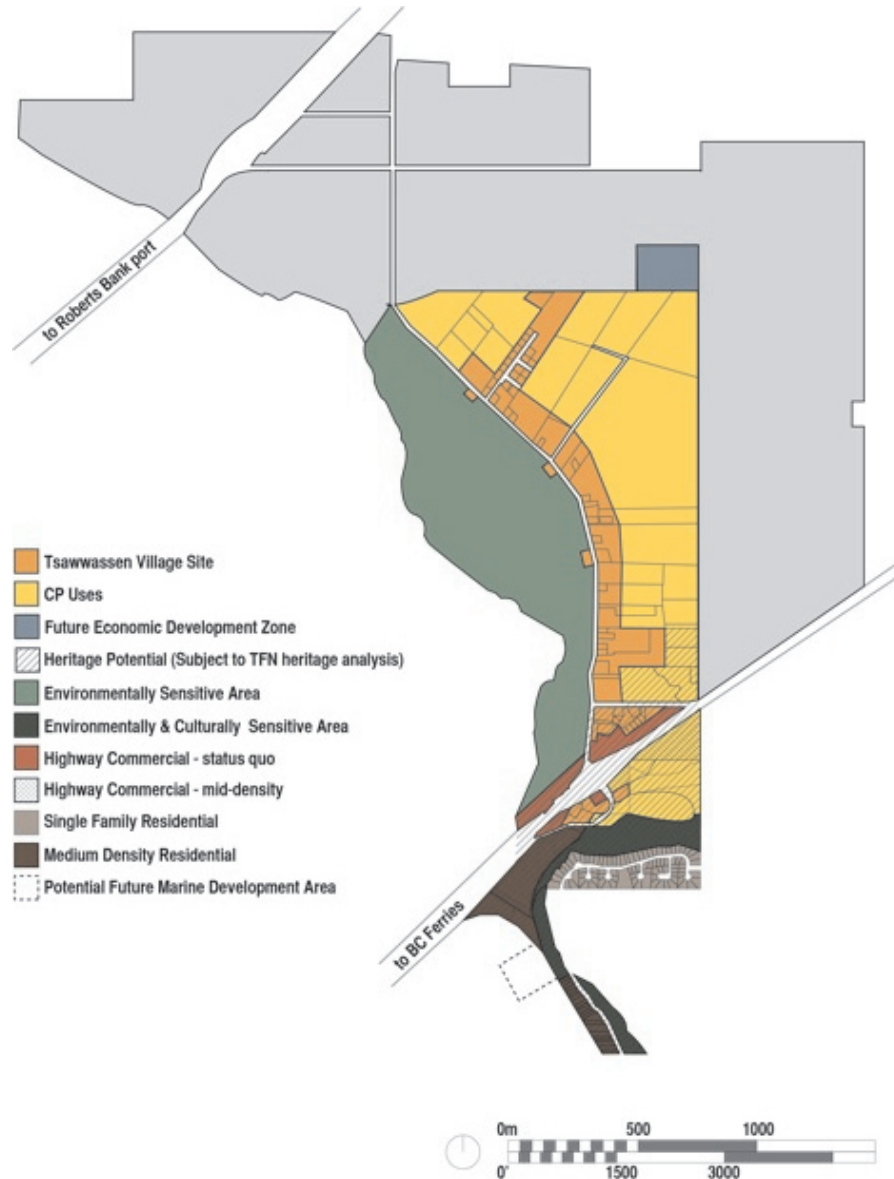 to Roberts Bank port
Tsawwassen Village Site
CP Uses
Future Economic Development Zone
Heritage Potential (Subject to TFN heritage analysis)
Environmentally Sensitive Area
Environmentally & Culturally Sensitive Area
Highway Commercial - status quo
Highway Commercial - mid-density
Single Family Residential
Medium Density Residential
Potential Future Marine Development Area
to BC Ferries
0m 500 1000
0' 1500 3000